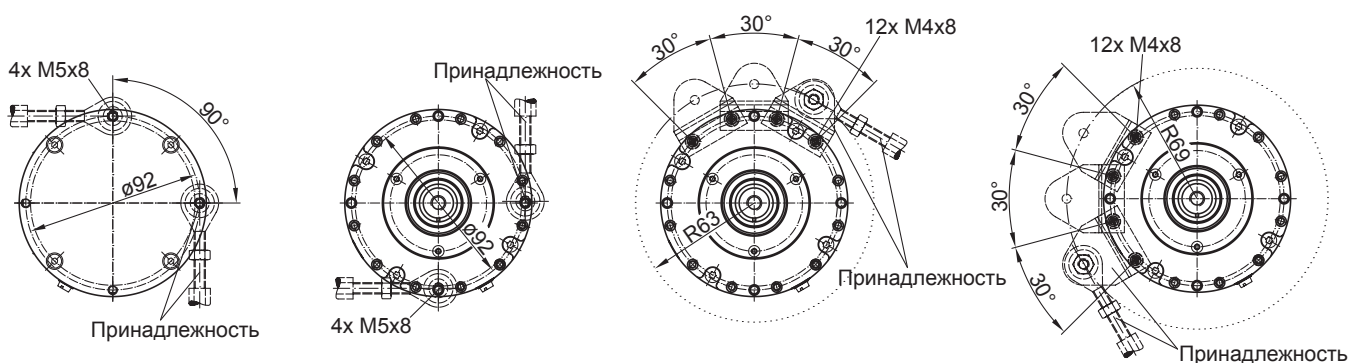 4x M5x8
90°
ø92
Принадлежность
Принадлежность
ø92
4x M5x8
30°
30°
30°
12x M4x8
R63
Принадлежность
12x M4x8
30°
30°
30°
R69
Принадлежность